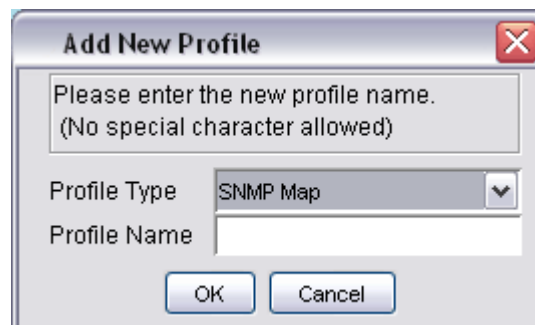 Add New Profile
Please enter the new profile name.
(No special character allowed)
Profile Type SNMP Map
Profile Name
OK Cancel